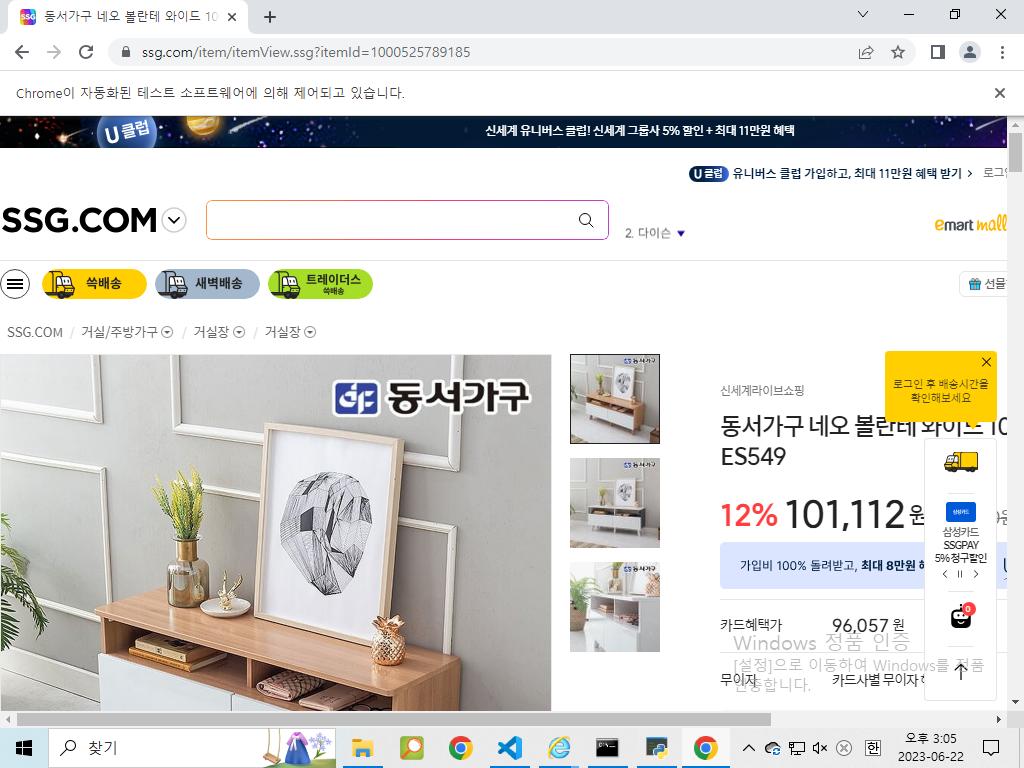 동서가구 네오 볼란테 와이드 10
ssg.com/item/itemView.ssg?itemId=1000525789185
Chrome이 자동화된 테스트 소프트웨어에 의해 제어되고 있습니다.
U클럽
신세계 유니버스 클럽! 신세계 그룹사 5% 할인 + 최대 11만원 혜택
U클럽 유니버스 클럽 가입하고, 최대 11만원 혜택 받기
SSG.COM
2. 다이슨
emart mall
쓱배송
새벽배송
트레이더스
쓱배송
선물
SSG.COM / 거실/주방가구 / 거실장 / 거실장
동서가구
신세계라이브쇼핑
로그인 후 배송시간을
확인해보세요
동서가구 네오 볼란테 와이드 10
ES549
12% 101,112 원
삼성카드
삼성카드
SSGPAY
5% 청구할인
가입비 100% 돌려받고, 최대 8만원
카드혜택가 96,057 원
0
Windows 정품 인증
[설정]으로 이동하여 Windows를 정품
인증합니다.
무이자 카드사별 무이자
찾기
한
오후 3:05
2023-06-22